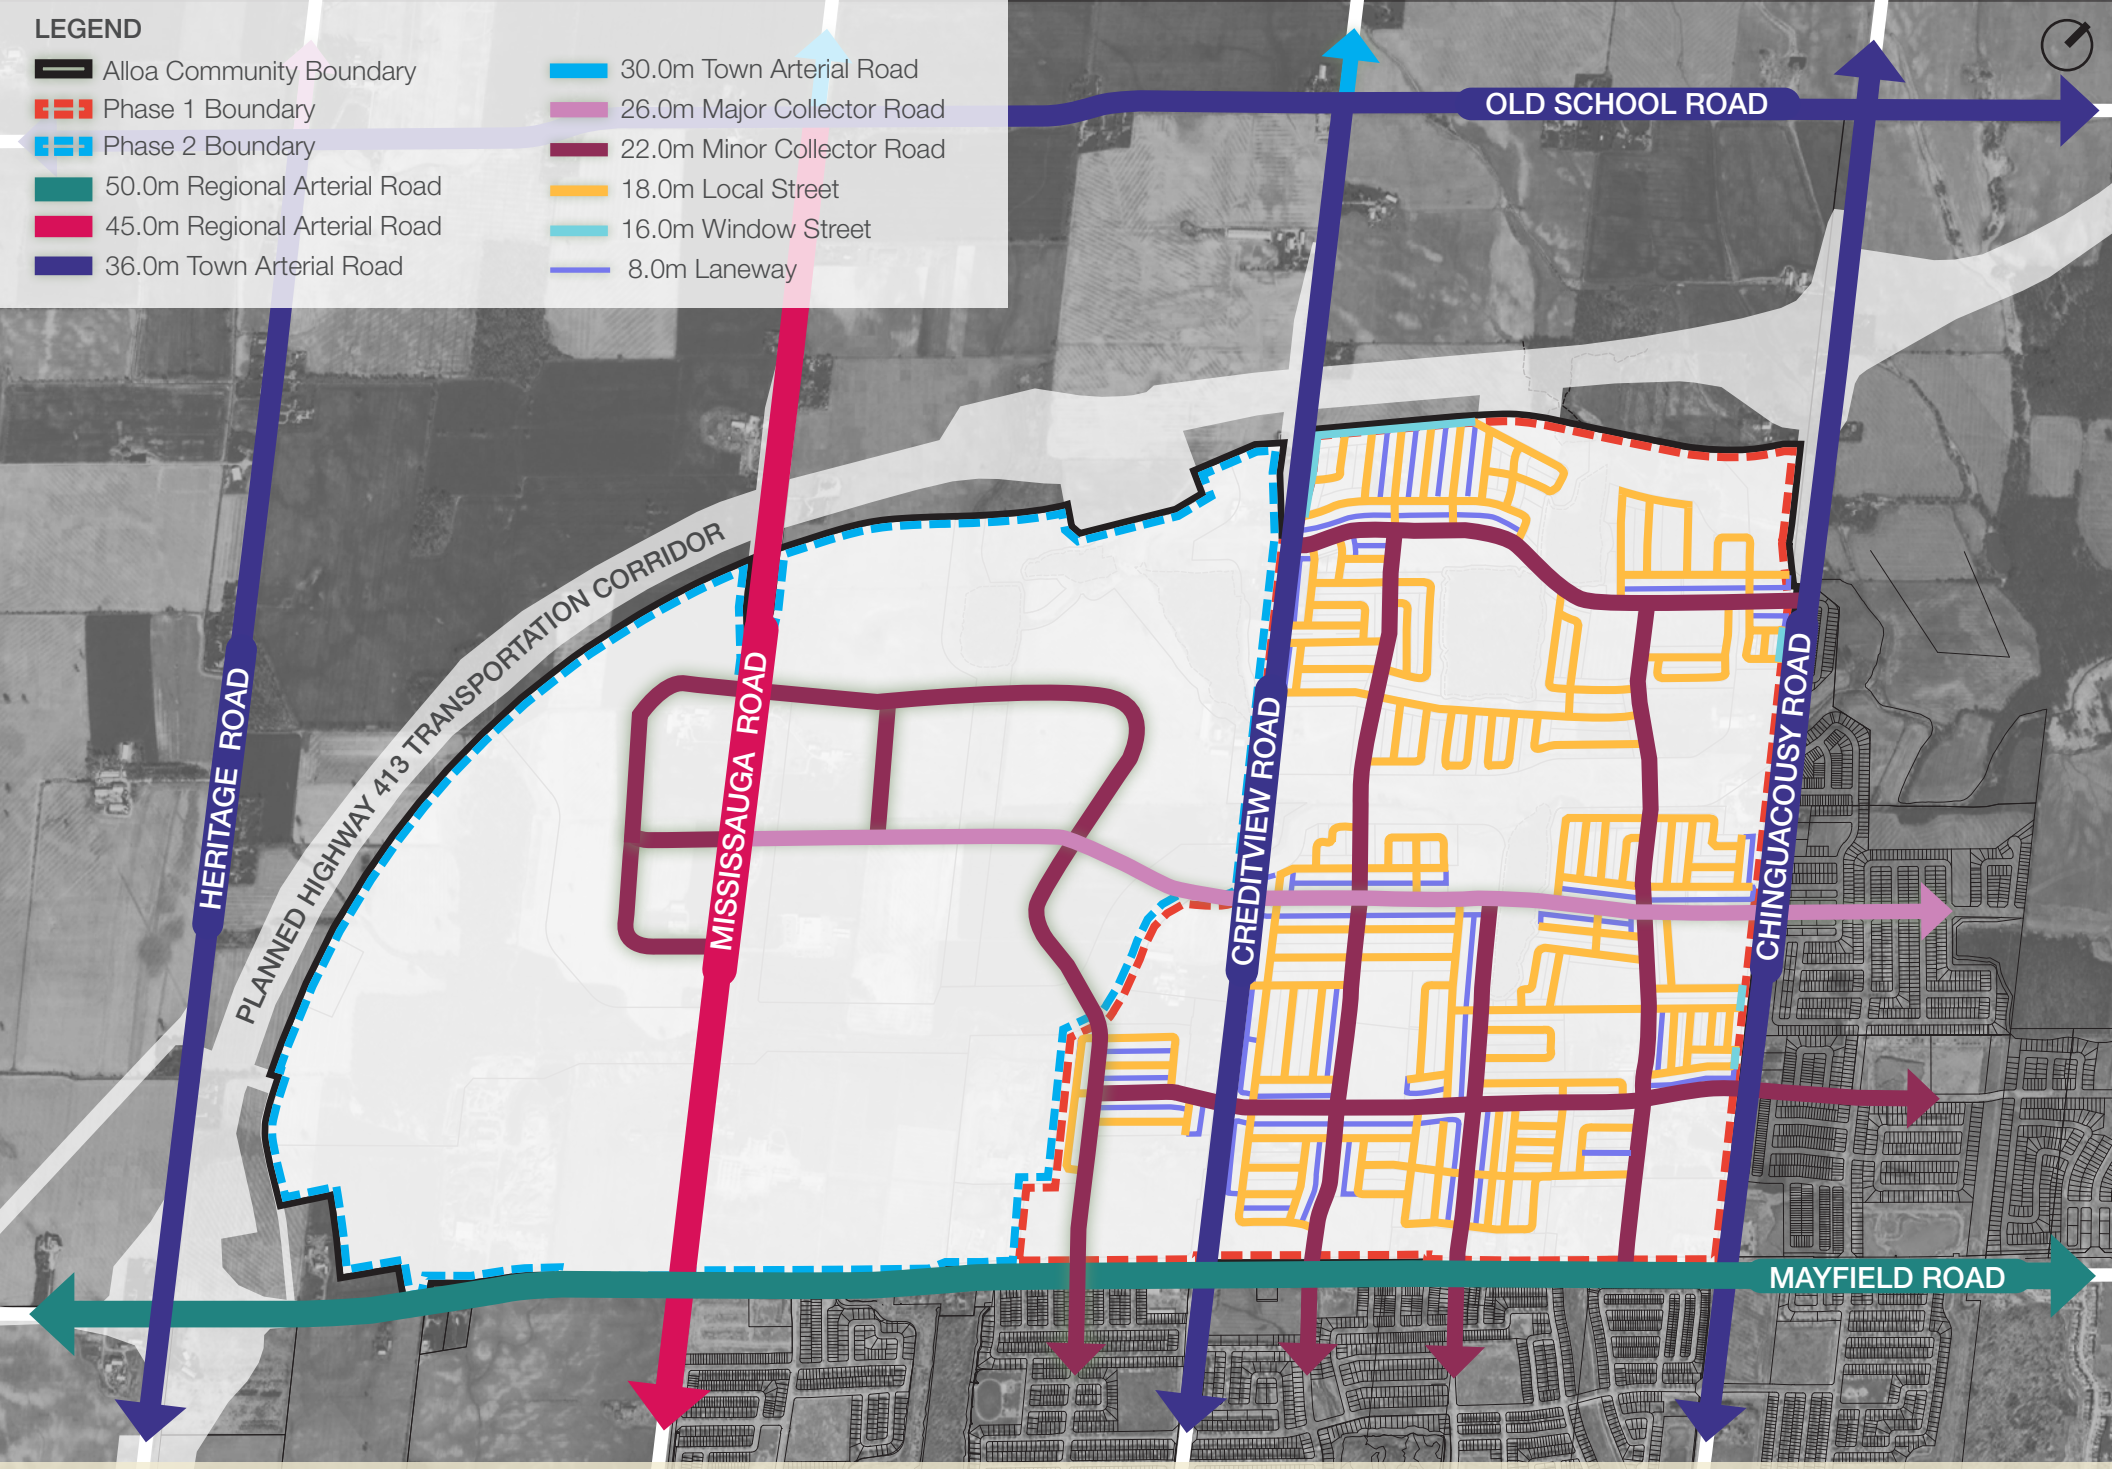 LEGEND
Alloa Community Boundary
Phase 1 Boundary
Phase 2 Boundary
50.0m Regional Arterial Road
45.0m Regional Arterial Road
36.0m Town Arterial Road
30.0m Town Arterial Road
26.0m Major Collector Road
22.0m Minor Collector Road
18.0m Local Street
16.0m Window Street
8.0m Laneway
OLD SCHOOL ROAD
PLANNED HIGHWAY 413 TRANSPORTATION CORRIDOR
HERITAGE ROAD
MISSISSAUGA ROAD
CREDITVIEW ROAD
CHINGUACOUSY ROAD
MAYFIELD ROAD